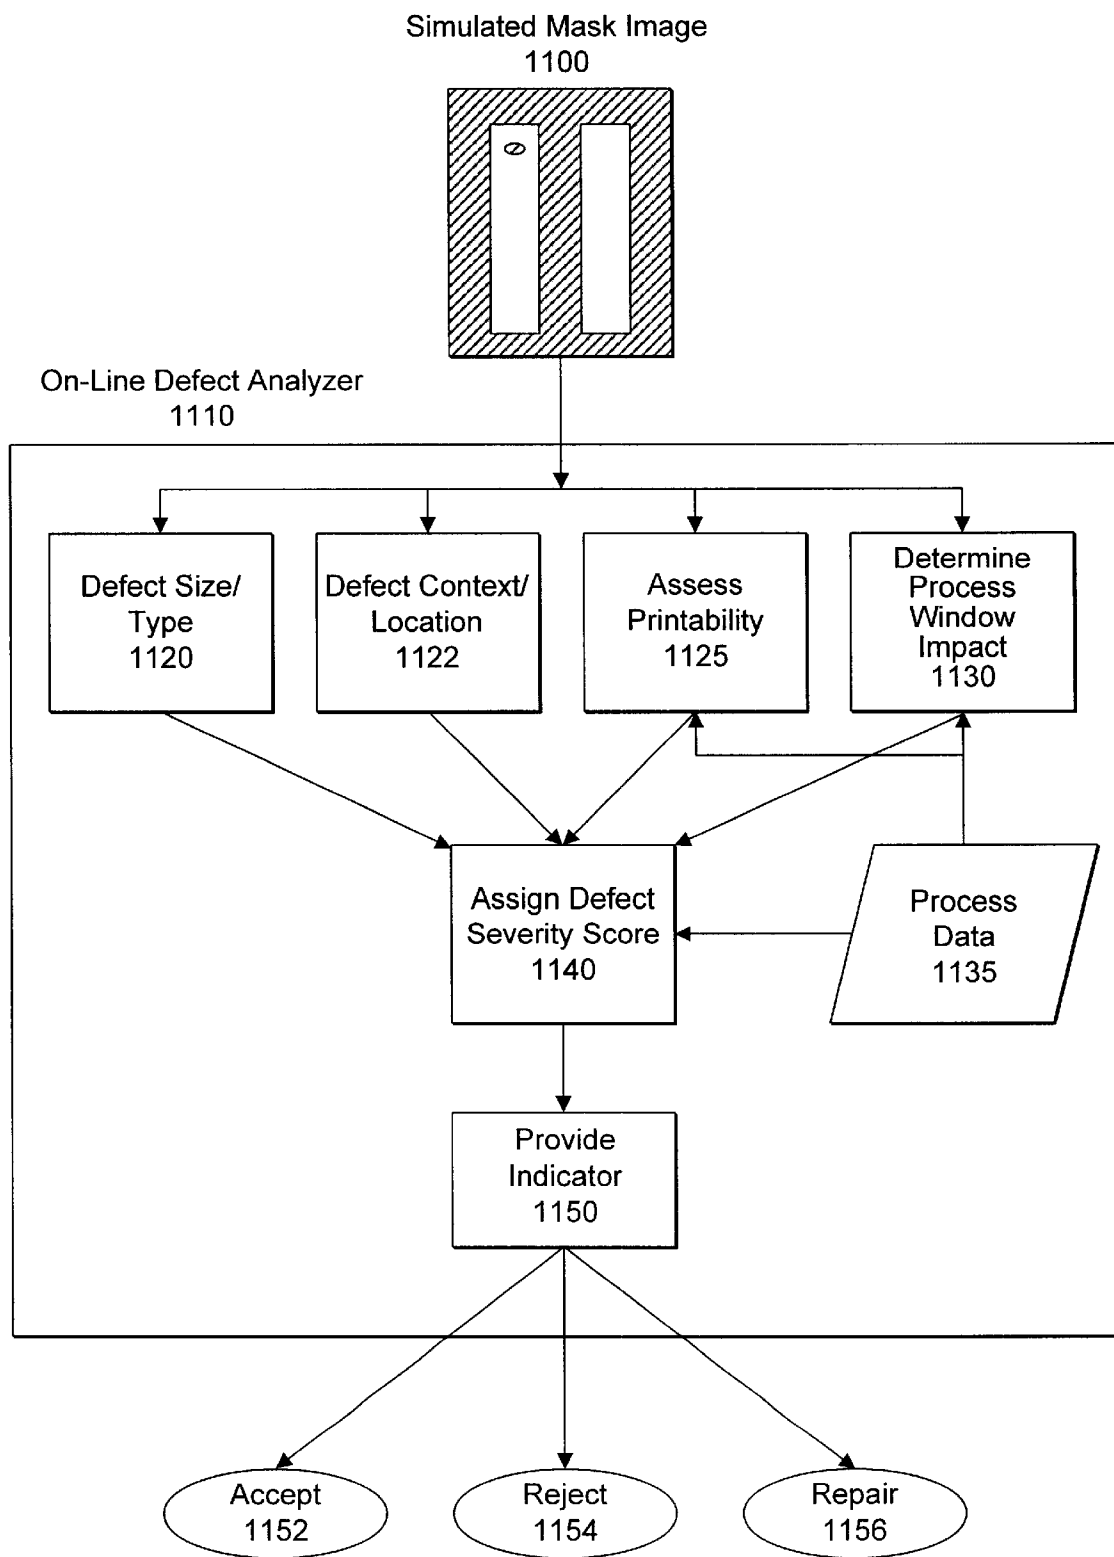 Simulated Mask Image
1100
On-Line Defect Analyzer
1110
Defect Size/
Type
1120
Defect Context/
Location
1122
Assess
Printability
1125
Determine
Process
Window
Impact
1130
Assign Defect
Severity Score
1140
Process
Data
1135
Provide
Indicator
1150
Accept
1152
Reject
1154
Repair
1156